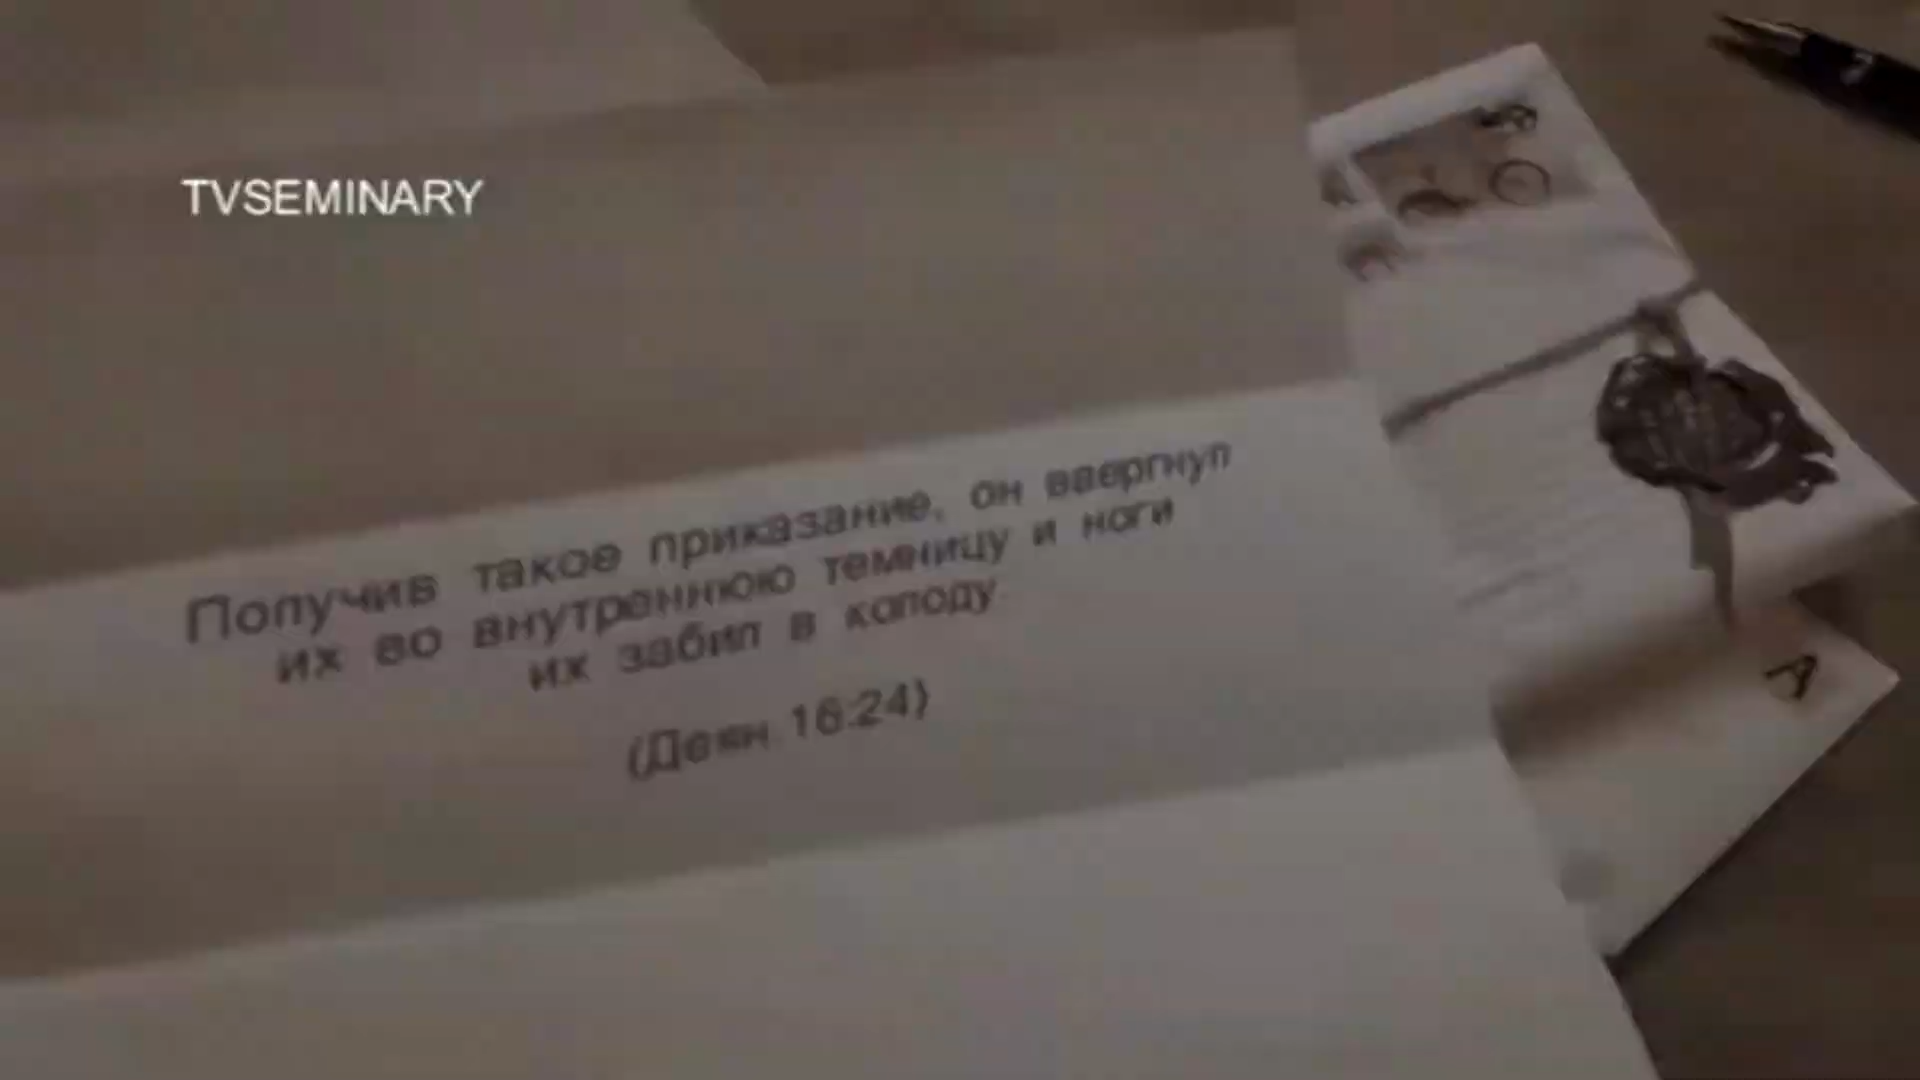 TVSEMINARY
Получив такое приказание, он ввергнул
их во внутреннюю темницу и ноги
их забил в колоду
(Деян 16:24)
А